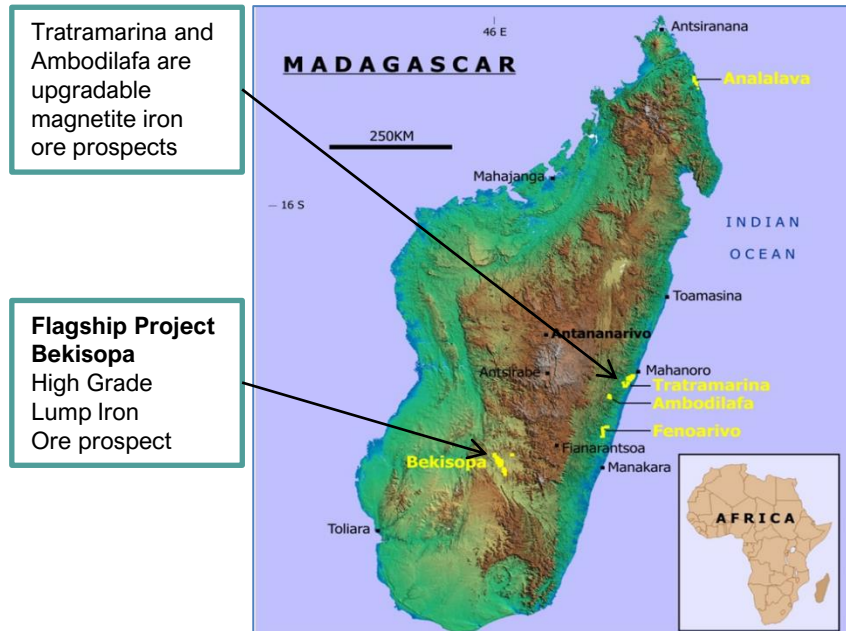 Tratramarina and
Ambodilafa are
upgradable
magnetite iron
ore prospects
Flagship Project
Bekisopa
High Grade
Lump Iron
Ore prospect
46 E
Antsiranana
MADAGASCAR
Analalava
250KM
Mahajanga
16 S
INDIAN
OCEAN
Toamasina
Antananarivo
Antsirabe
Mahanoro
Tratramarina
Ambodilafa
Fenoarivo
Fianarantsoa
Bekisopa
Manakara
Toliara
AFRICA